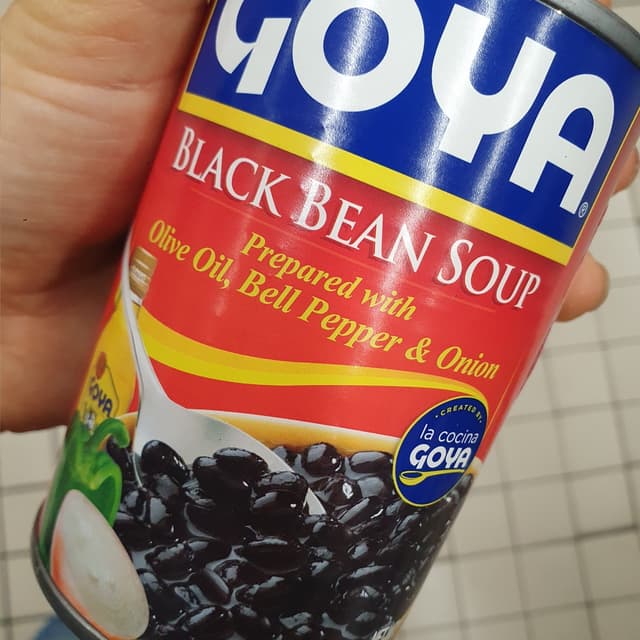 GOYA®
BLACK BEAN SOUP
Prepared with
Olive Oil, Bell Pepper & Onion
GOYA
• CREATED BY •
la cocina
GOYA